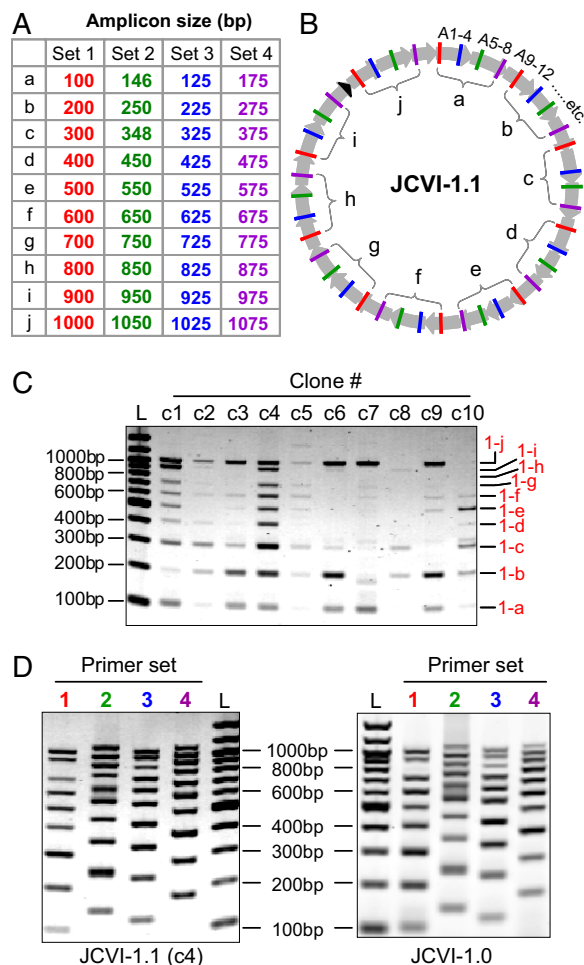 A
Amplicon size (bp)
Set 1 Set 2 Set 3 Set 4
a 100 146 125 175
b 200 250 225 275
c 300 348 325 375
d 400 450 425 475
e 500 550 525 575
f 600 650 625 675
g 700 750 725 775
h 800 850 825 875
i 900 950 925 975
j 1000 1050 1025 1075
B
A1-4 A5-8 A9-12 .....etc.
a
b
c
d
e
f
g
h
i
j
JCVI-1.1
C
Clone #
L c1 c2 c3 c4 c5 c6 c7 c8 c9 c10
1000bp
800bp
600bp
400bp
300bp
200bp
100bp
1-j
1-i
1-h
1-g
1-f
1-e
1-d
1-c
1-b
1-a
D
Primer set
1 2 3 4 L
Primer set
L 1 2 3 4
1000bp
800bp
600bp
400bp
300bp
200bp
100bp
JCVI-1.1 (c4)
JCVI-1.0